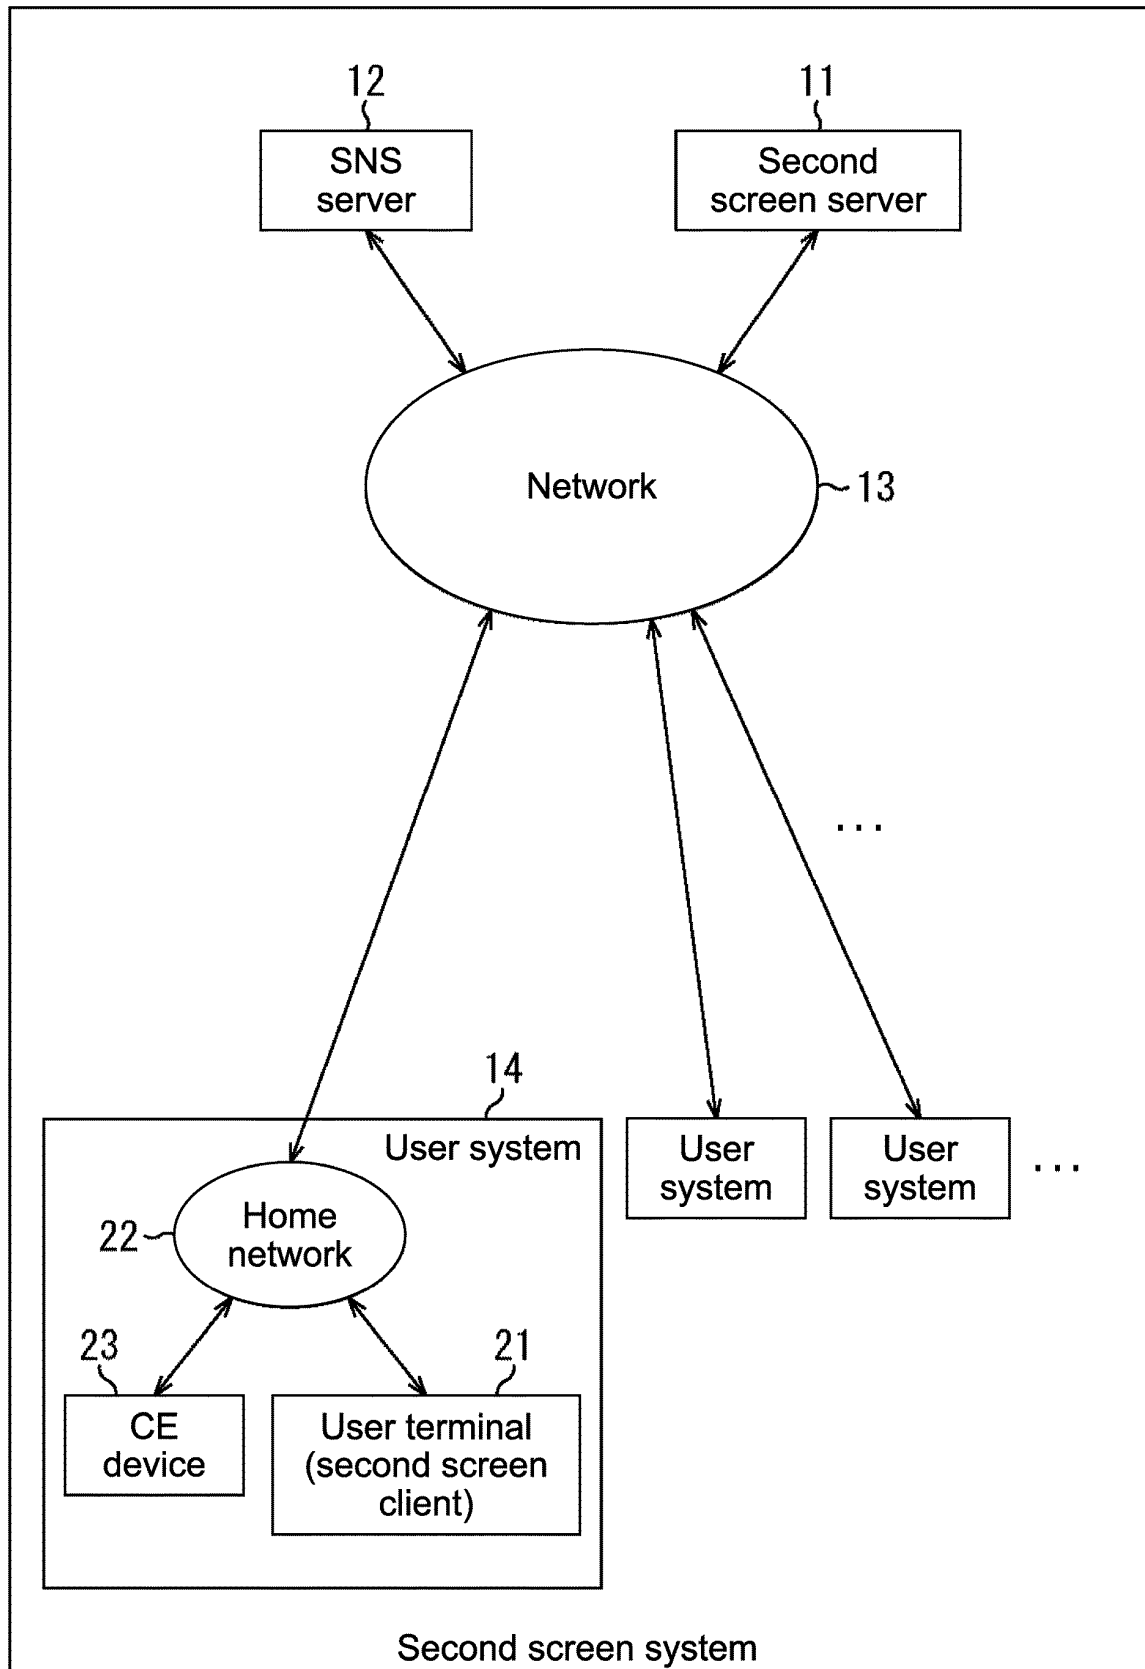 12
11
SNS
server
Second
screen server
Network
13
...
14
User system
User
system
User
system
...
22
Home
network
23
21
CE
device
User terminal
(second screen
client)
Second screen system